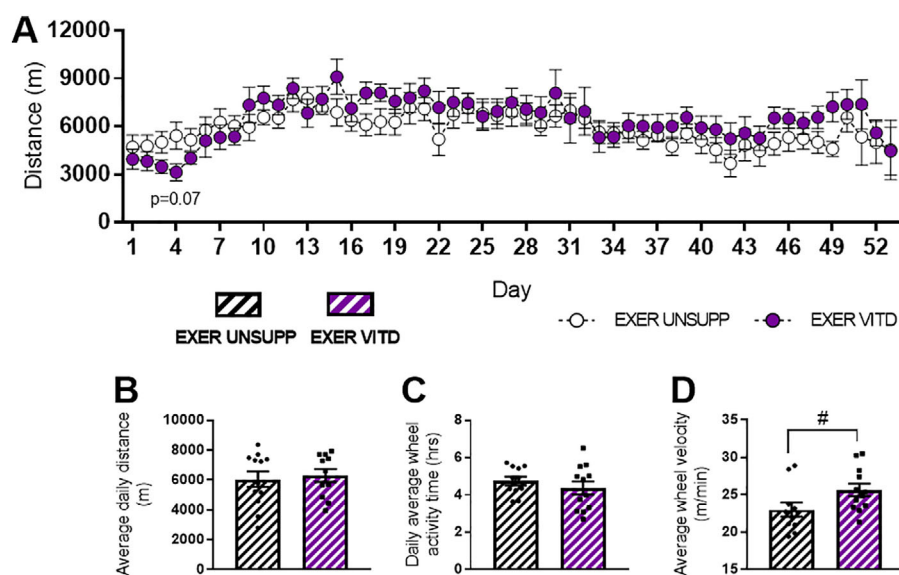 A
Distance (m)
12000
9000
6000
3000
0
p=0.07
1 4 7 10 13 16 19 22 25 28 31 34 37 40 43 46 49 52
Day
EXER UNSUPP EXER VITD
EXER UNSUPP EXER VITD
B
Average daily distance
(m)
10000
8000
6000
4000
2000
0
C
Daily average wheel
activity time (hrs)
8
6
4
2
0
D
Average wheel velocity
(m/min)
35
30
25
20
15
#